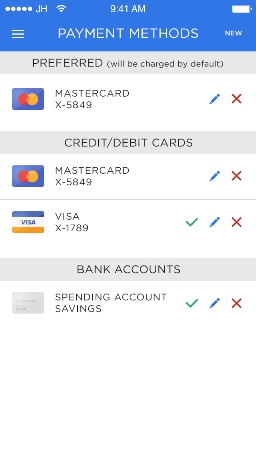 JH 9:41 AM
PAYMENT METHODS NEW
PREFERRED (will be charged by default)
MASTERCARD
X-5849
CREDIT/DEBIT CARDS
MASTERCARD
X-5849
VISA
VISA
X-1789
BANK ACCOUNTS
SPENDING ACCOUNT
SAVINGS